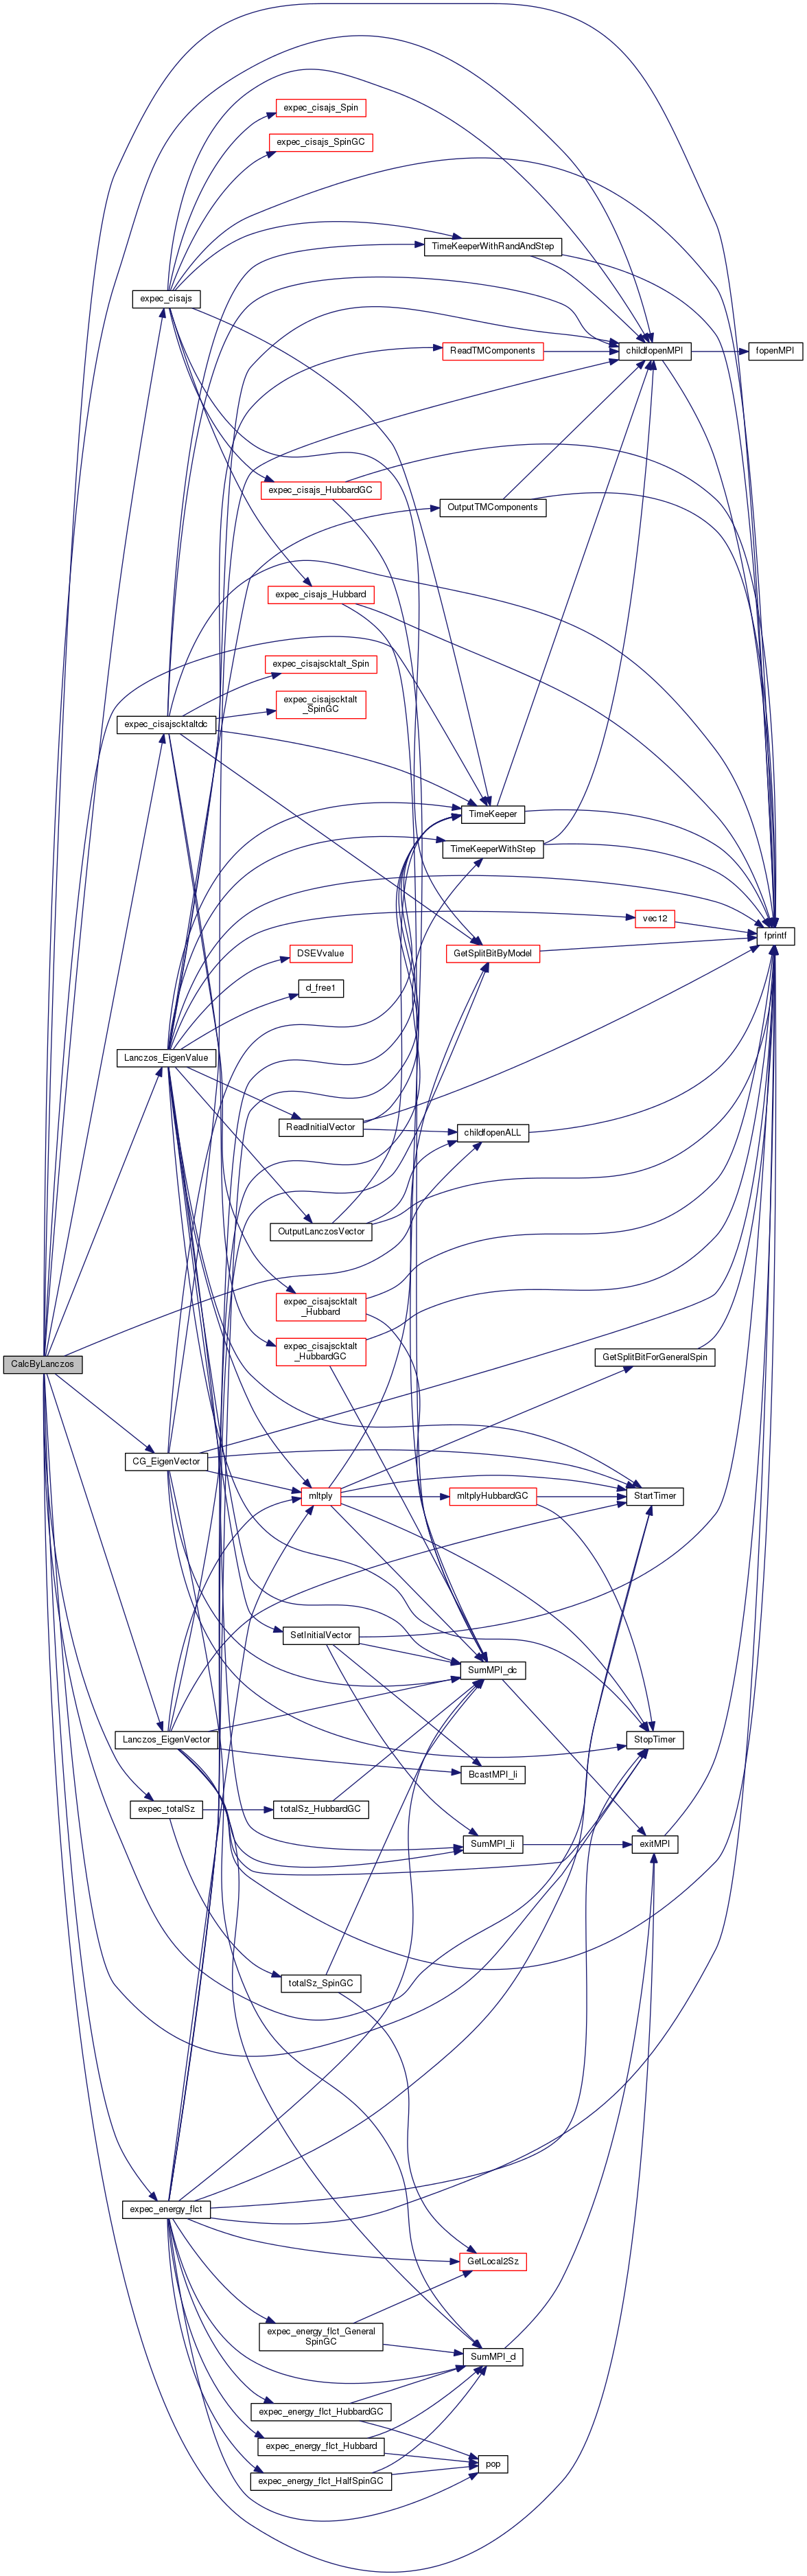 expec_cisajs_Spin
expec_cisajs_SpinGC
TimeKeeperWithRandAndStep
expec_cisajs
ReadTMComponents
childfopenMPI
fopenMPI
expec_cisajs_HubbardGC
OutputTMComponents
expec_cisajs_Hubbard
expec_cisajscktalt_Spin
expec_cisajscktalt
_SpinGC
expec_cisajscktaltdc
TimeKeeper
TimeKeeperWithStep
vec12
fprintf
DSEVvalue
GetSplitBitByModel
d_free1
Lanczos_EigenValue
ReadInitialVector
childfopenALL
OutputLanczosVector
expec_cisajscktalt
_Hubbard
expec_cisajscktalt
_HubbardGC
GetSplitBitForGeneralSpin
CalcByLanczos
CG_EigenVector
mltply
mltplyHubbardGC
StartTimer
SetInitialVector
SumMPI_dc
Lanczos_EigenVector
StopTimer
BcastMPI_li
expec_totalSz
totalSz_HubbardGC
SumMPI_li
exitMPI
totalSz_SpinGC
expec_energy_flct
GetLocal2Sz
expec_energy_flct_General
SpinGC
SumMPI_d
expec_energy_flct_HubbardGC
expec_energy_flct_Hubbard
pop
expec_energy_flct_HalfSpinGC